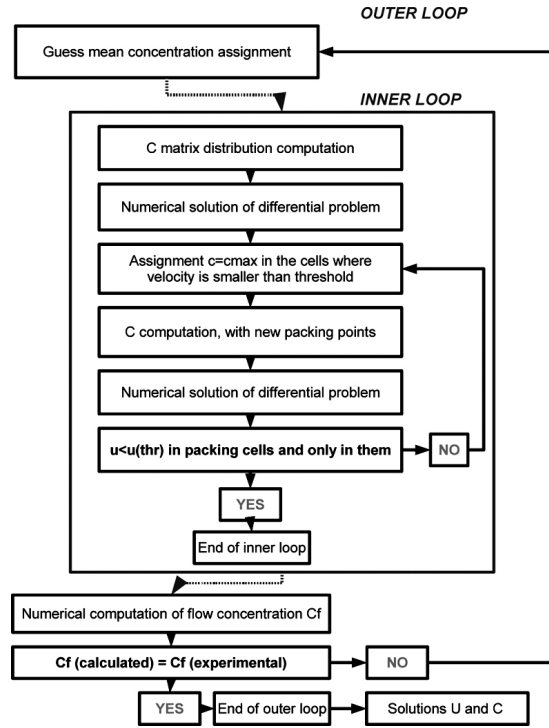 OUTER LOOP
Guess mean concentration assignment
INNER LOOP
C matrix distribution computation
Numerical solution of differential problem
Assignment c=cmax in the cells where
velocity is smaller than threshold
C computation, with new packing points
Numerical solution of differential problem
u<u(thr) in packing cells and only in them
NO
YES
End of inner loop
Numerical computation of flow concentration Cf
Cf (calculated) = Cf (experimental)
NO
YES
End of outer loop
Solutions U and C